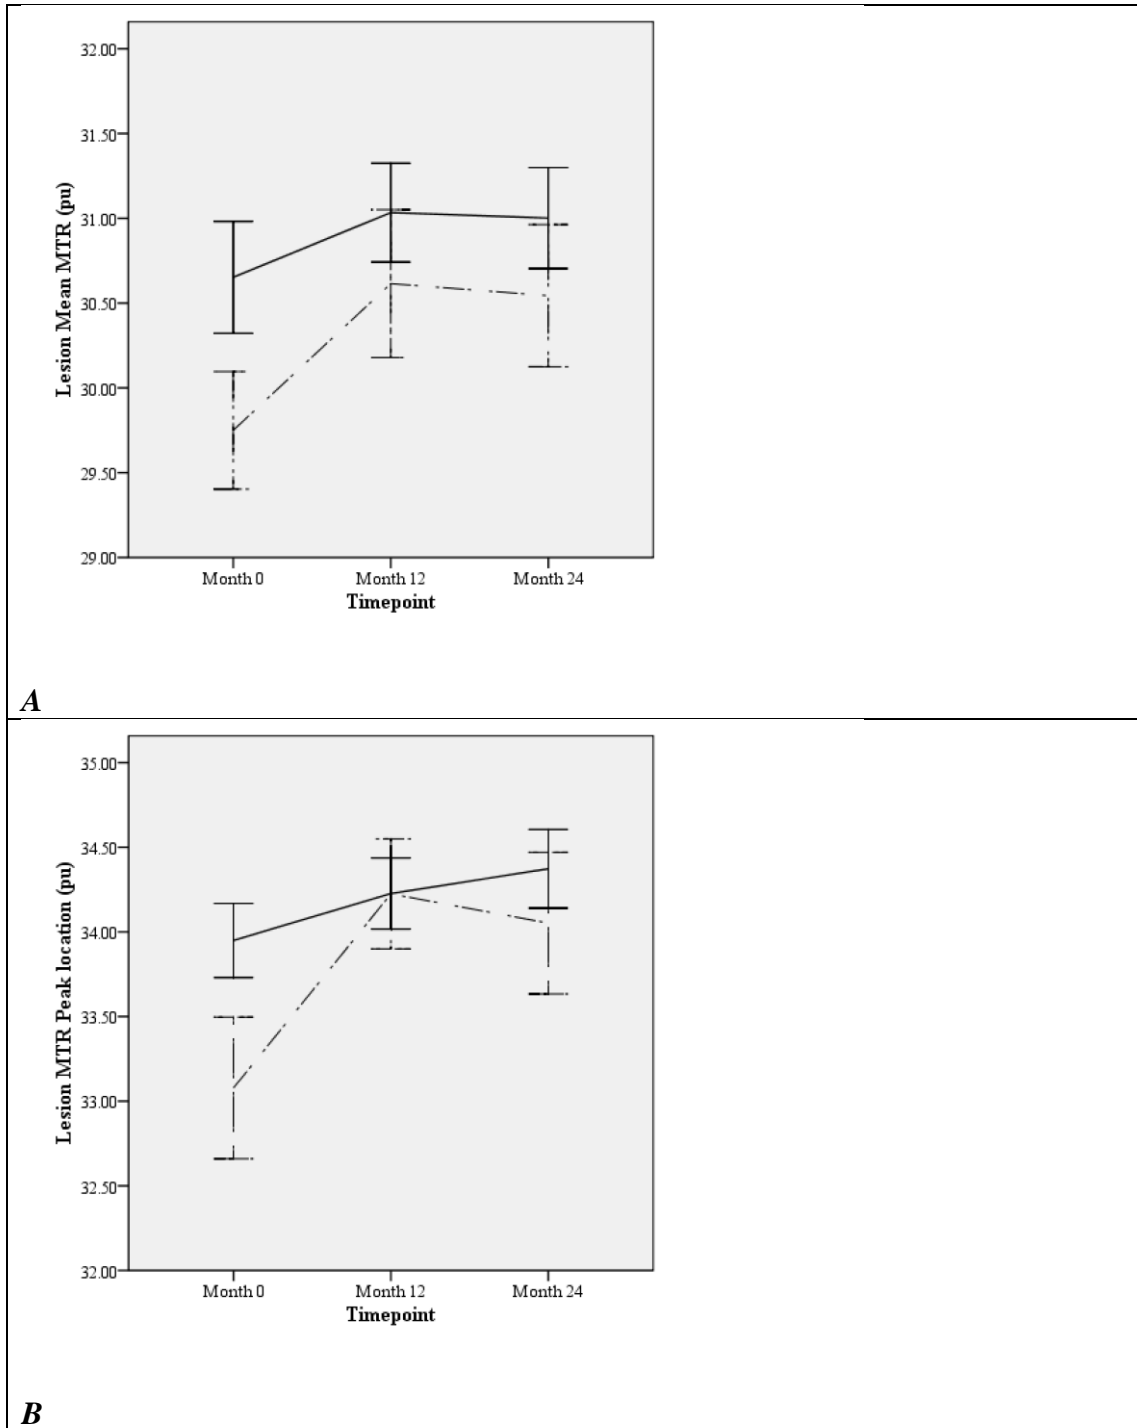 32.00
31.50
31.00
30.50
30.00
29.50
29.00
Lesion Mean MTR (pu)
Month 0 Month 12 Month 24
Timepoint
A
35.00
34.50
34.00
33.50
33.00
32.50
32.00
Lesion MTR Peak location (pu)
Month 0 Month 12 Month 24
Timepoint
B